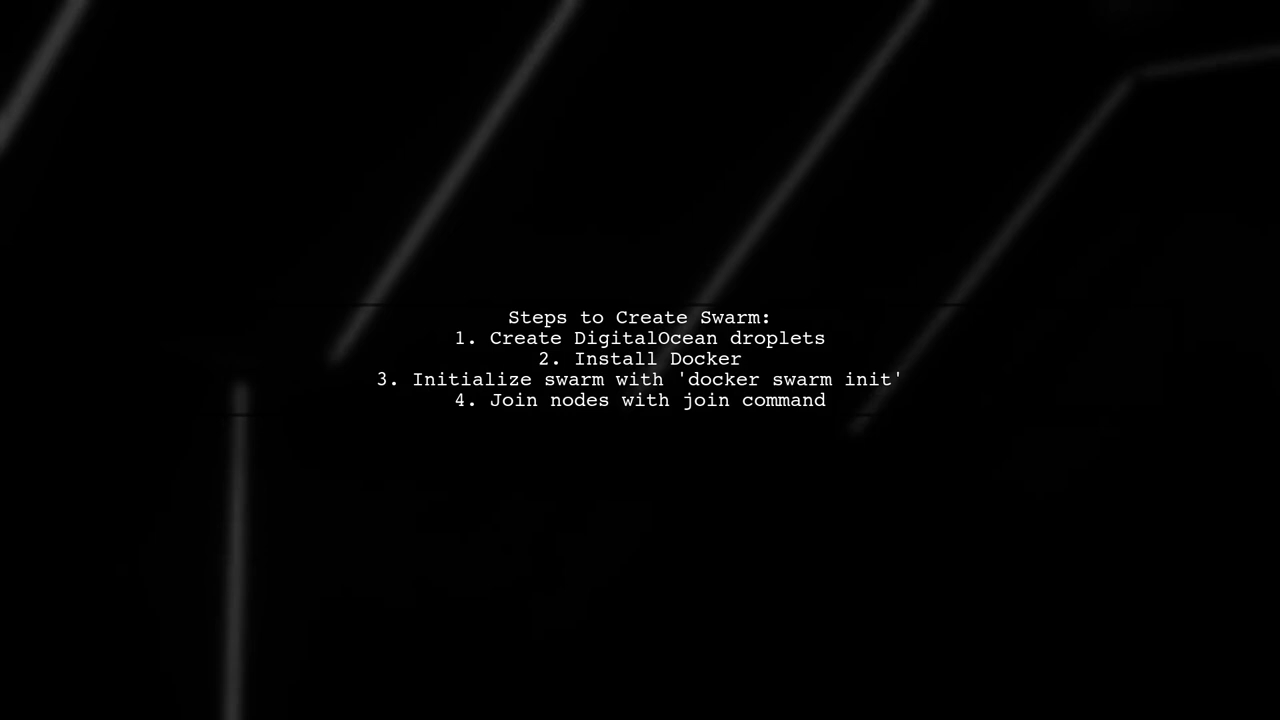 Steps to Create Swarm:
1. Create DigitalOcean droplets
2. Install Docker
3. Initialize swarm with 'docker swarm init'
4. Join nodes with join command